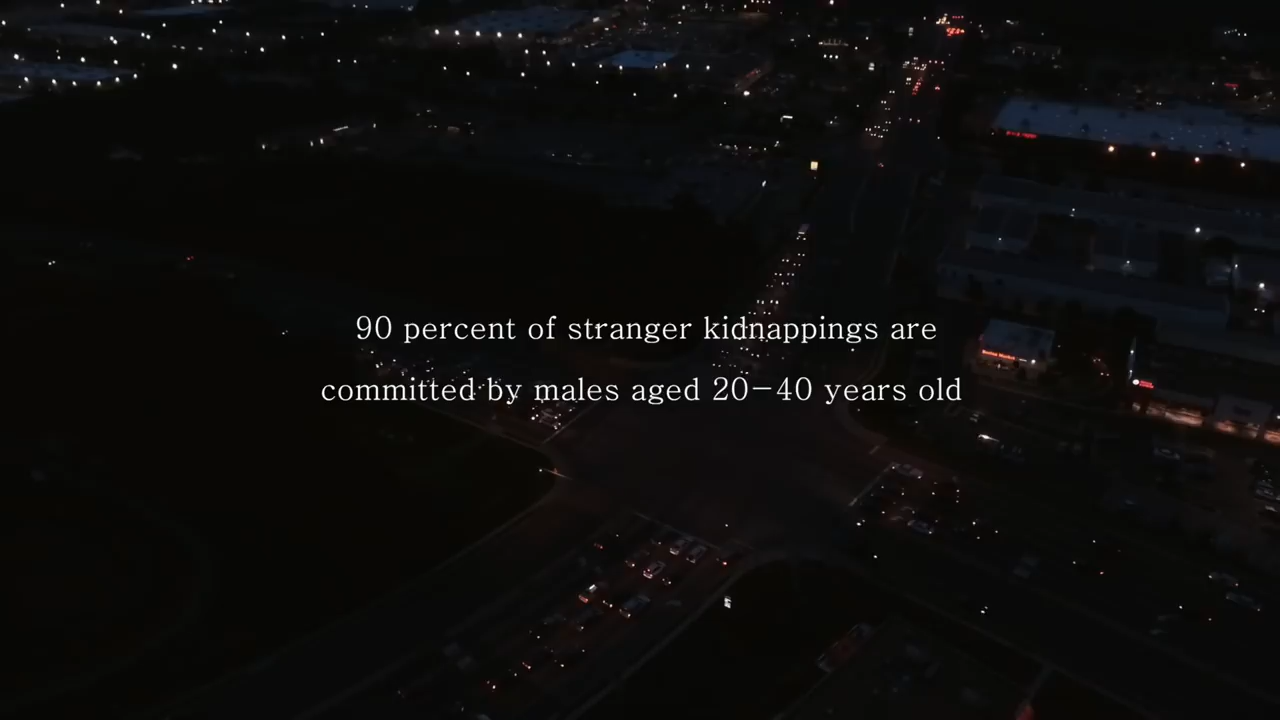 90 percent of stranger kidnappings are
committed by males aged 20-40 years old